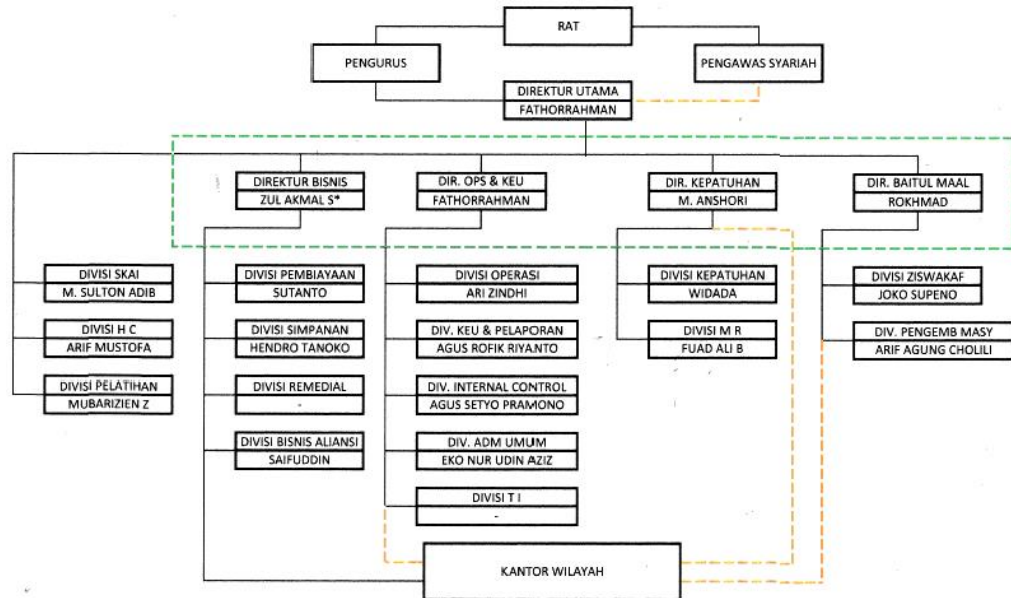 RAT
PENGURUS
PENGAWAS SYARIAH
DIREKTUR UTAMA
FATHORRAHMAN
DIREKTUR BISNIS
ZUL AKMAL S*
DIR. OPS & KEU
FATHORRAHMAN
DIR. KEPATUHAN
M. ANSHORI
DIR. BAITUL MAAL
ROKHMAD
DIVISI SKAI
M. SULTON ADIB
DIVISI H C
ARIF MUSTOFA
DIVISI PELATIHAN
MUBARIZIEN Z
DIVISI PEMBIAYAAN
SUTANTO
DIVISI SIMPANAN
HENDRO TANOKO
DIVISI REMEDIAL
-
DIVISI BISNIS ALIANSI
SAIFUDDIN
DIVISI OPERASI
ARI ZINDHI
DIV. KEU & PELAPORAN
AGUS ROFIK RIYANTO
DIV. INTERNAL CONTROL
AGUS SETYO PRAMONO
DIV. ADM UMUM
EKO NUR UDIN AZIZ
DIVISI T I
-
DIVISI KEPATUHAN
WIDADA
DIVISI M R
FUAD ALI B
DIVISI ZISWAKAF
JOKO SUPENO
DIV. PENGEMB MASY
ARIF AGUNG CHOLILI
KANTOR WILAYAH